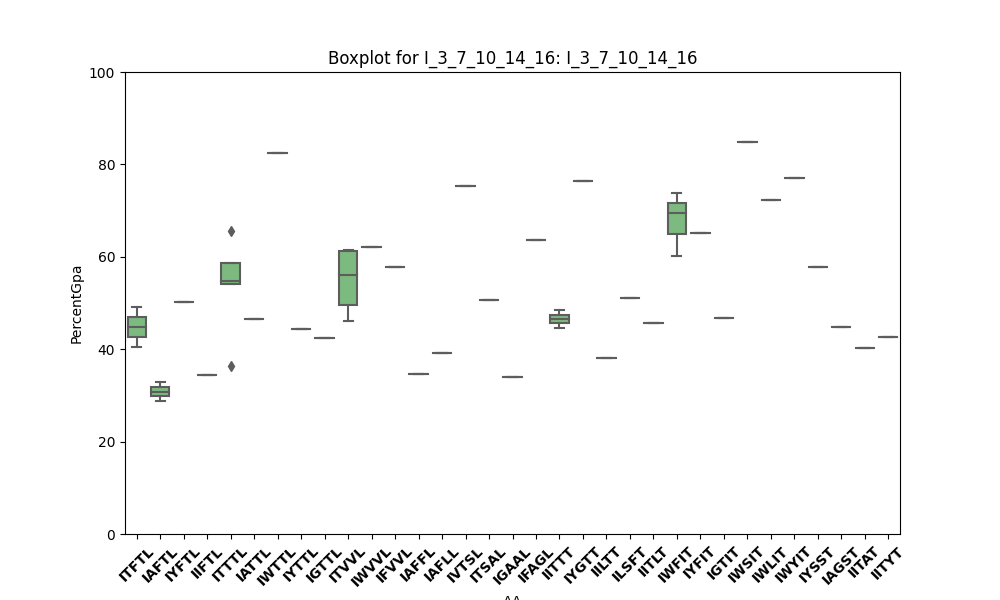 Boxplot for I_3_7_10_14_16: I_3_7_10_14_16
100
80
60
40
20
0
PercentGpa
ITFTL IAFTL IYFTL IIFTL ITTTL IATTL IWTTL IYTTL IGTTL ITVVL IWVVL IFVVL IAFFL IAFLL IVTSL ITSAL IGAAL IFAGL IITT IYGTT IILTT ILSFT IITLT IWFIT IYFIT IGTIT IWSIT IWLIT IWYIT IYSST IAGST IITAT IITYT